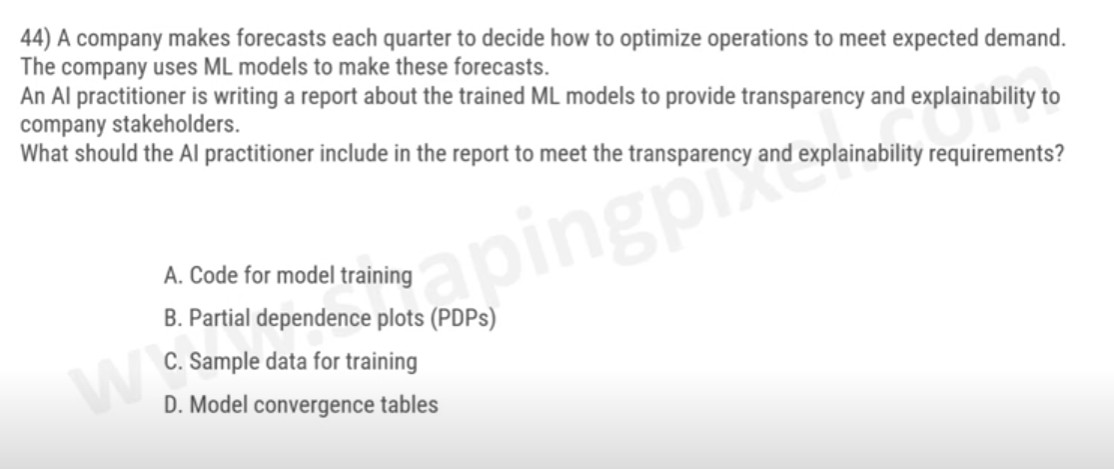 44) A company makes forecasts each quarter to decide how to optimize operations to meet expected demand.
The company uses ML models to make these forecasts.
An AI practitioner is writing a report about the trained ML models to provide transparency and explainability to
company stakeholders.
What should the AI practitioner include in the report to meet the transparency and explainability requirements?
A. Code for model training
B. Partial dependence plots (PDPs)
C. Sample data for training
D. Model convergence tables
www.shapingpixel.com